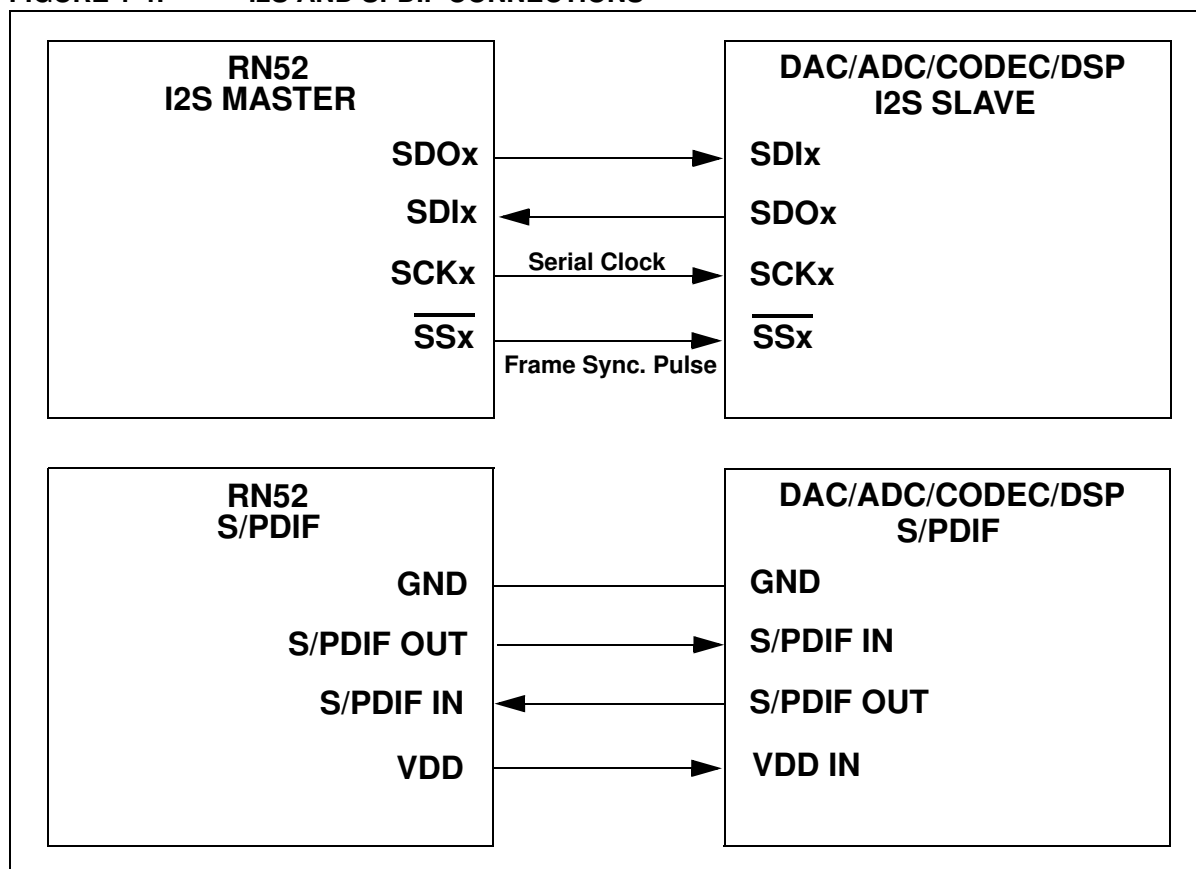 RN52
I2S MASTER
DAC/ADC/CODEC/DSP
I2S SLAVE
SDOx
SDIx
SDIx
SDOx
SCKx
Serial Clock
SCKx
SSx
Frame Sync. Pulse
SSx
RN52
S/PDIF
DAC/ADC/CODEC/DSP
S/PDIF
GND
GND
S/PDIF OUT
S/PDIF IN
S/PDIF IN
S/PDIF OUT
VDD
VDD IN